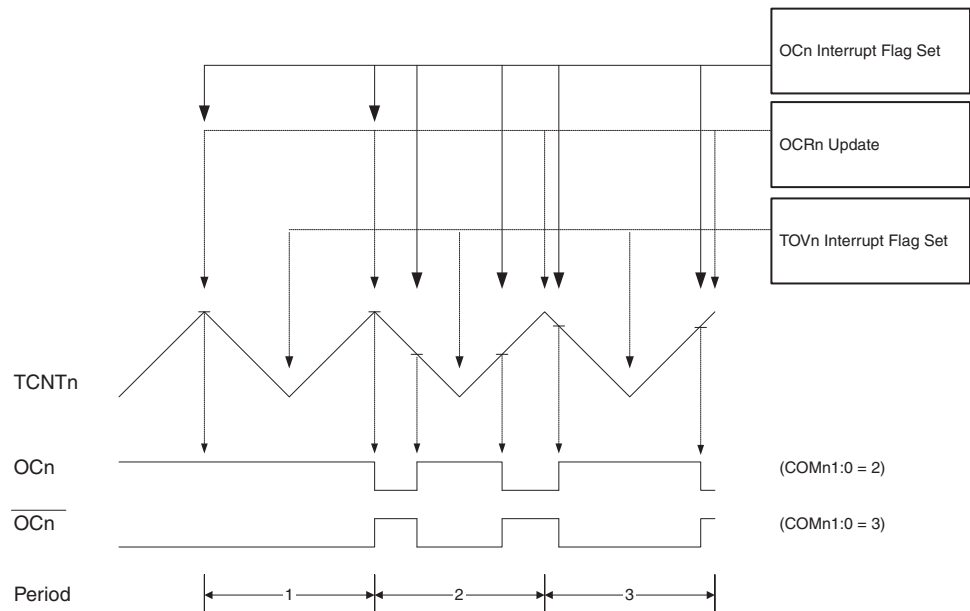 OCn Interrupt Flag Set
OCRn Update
TOVn Interrupt Flag Set
TCNTn
OCn
(COMn1:0 = 2)
OCn
(COMn1:0 = 3)
Period
1
2
3